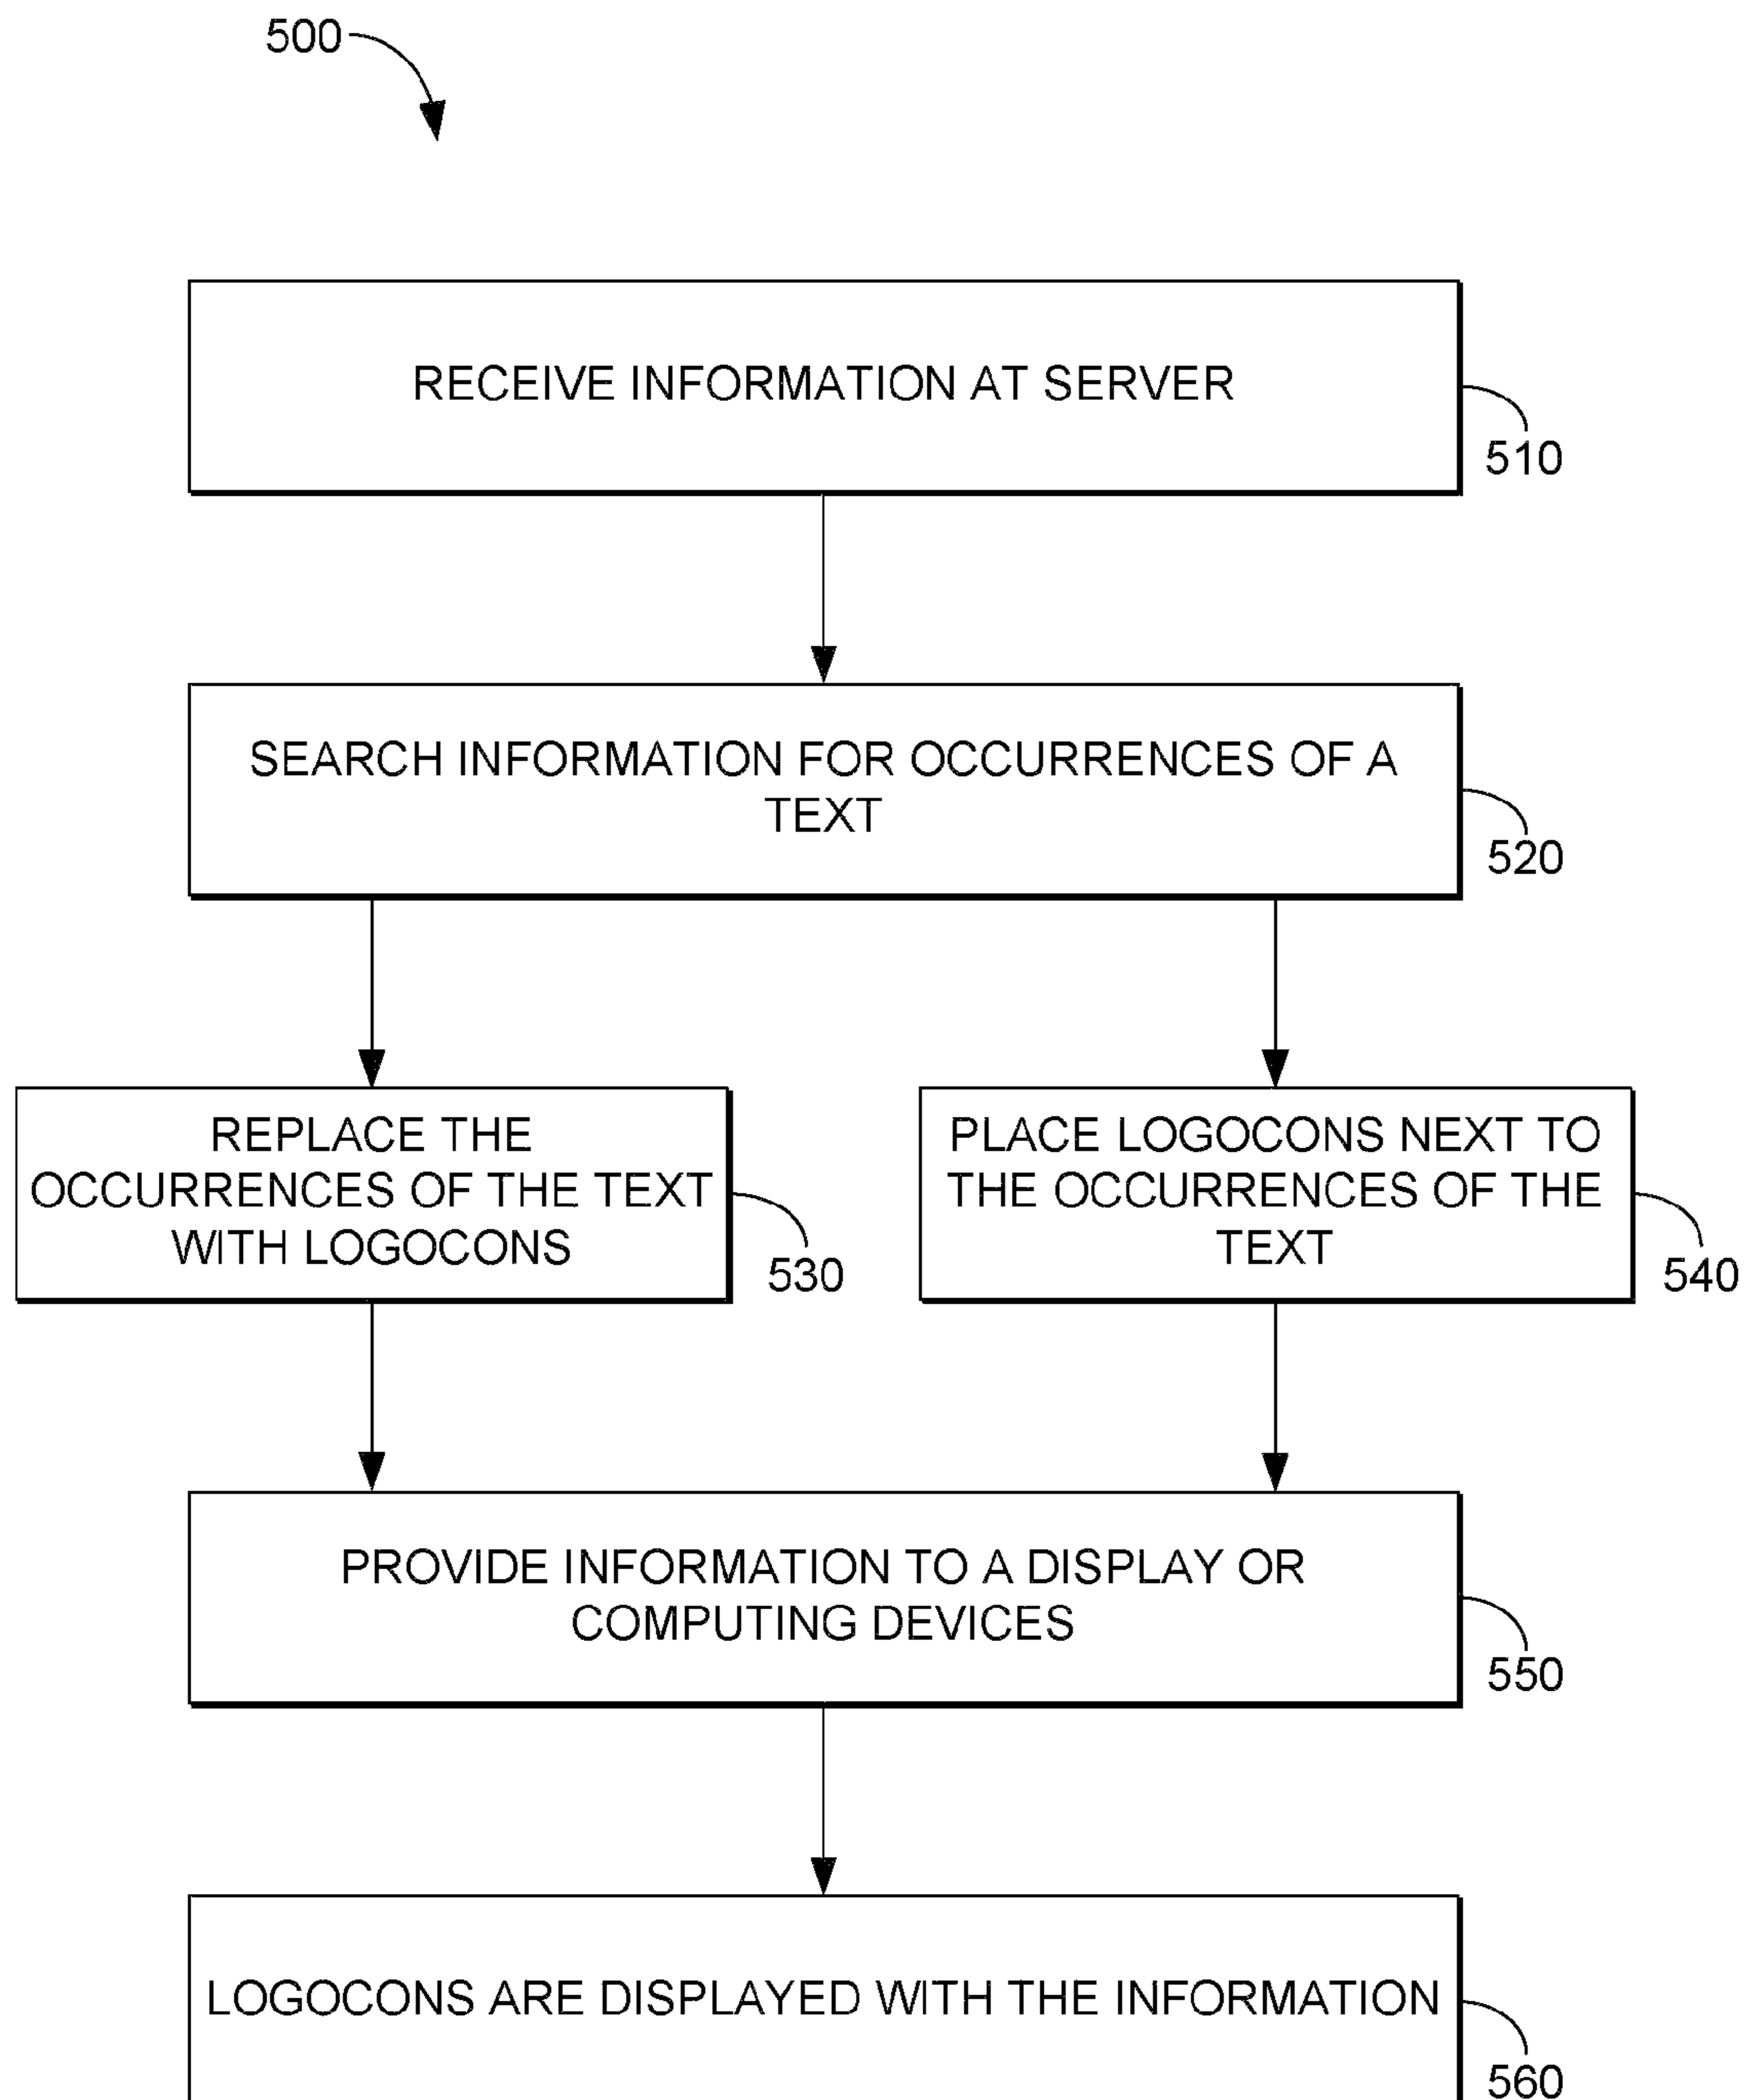 500
RECEIVE INFORMATION AT SERVER
510
SEARCH INFORMATION FOR OCCURRENCES OF A
TEXT
520
REPLACE THE
OCCURRENCES OF THE TEXT
WITH LOGOCONS
530
PLACE LOGOCONS NEXT TO
THE OCCURRENCES OF THE
TEXT
540
PROVIDE INFORMATION TO A DISPLAY OR
COMPUTING DEVICES
550
LOGOCONS ARE DISPLAYED WITH THE INFORMATION
560